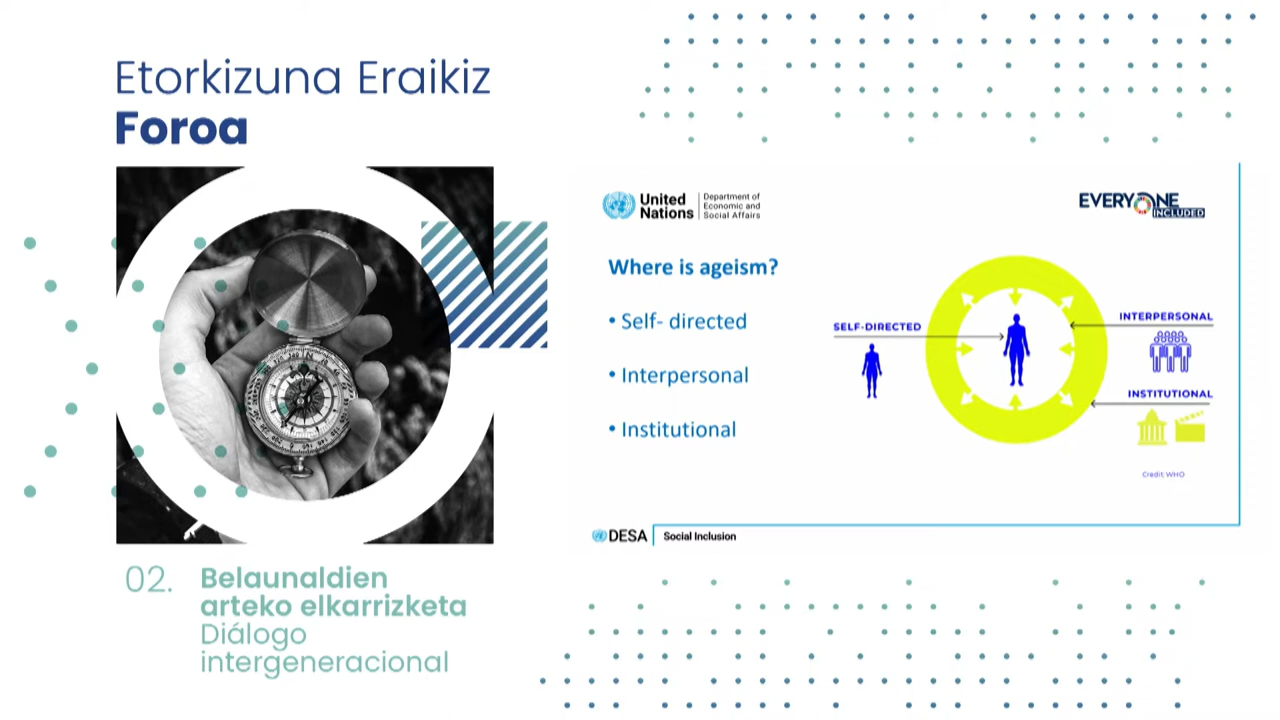 Etorkizuna Eraikiz
Foroa
United
Nations
Department of
Economic and
Social Affairs
EVERYONE
INCLUDED
Where is ageism?
• Self- directed
• Interpersonal
• Institutional
SELF-DIRECTED
INTERPERSONAL
INSTITUTIONAL
Credit: WHO
DESA
Social Inclusion
02.
Belaunaldien
arteko elkarrizketa
Diálogo
intergeneracional